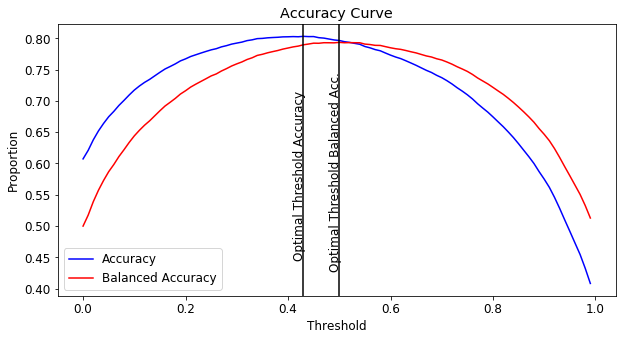 Accuracy Curve
Proportion
0.80
0.75
0.70
0.65
0.60
0.55
0.50
0.45
0.40
Optimal Threshold Accuracy
Optimal Threshold Balanced Acc.
Accuracy
Balanced Accuracy
0.0 0.2 0.4 0.6 0.8 1.0
Threshold